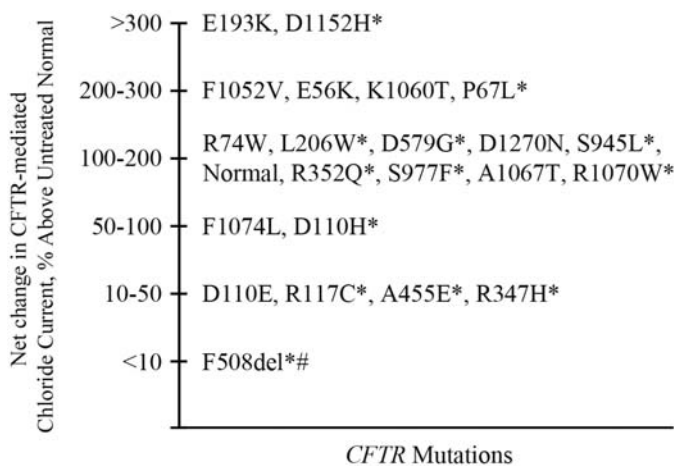 Net change in CFTR-mediated
Chloride Current, % Above Untreated Normal
>300
E193K, D1152H*
200-300
F1052V, E56K, K1060T, P67L*
100-200
R74W, L206W*, D579G*, D1270N, S945L*,
Normal, R352Q*, S977F*, A1067T, R1070W*
50-100
F1074L, D110H*
10-50
D110E, R117C*, A455E*, R347H*
<10
F508del*#
CFTR Mutations